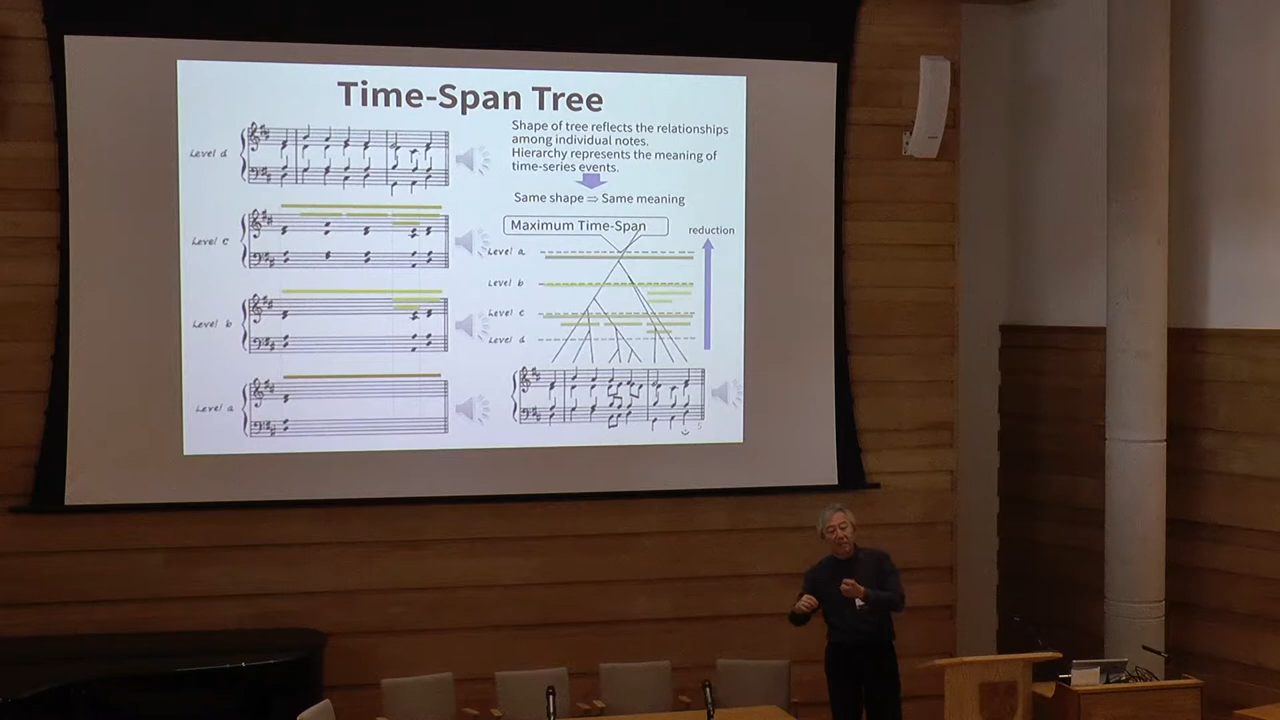 Time-Span Tree
Level d
Level c
Level b
Level a
Shape of tree reflects the relationships
among individual notes.
Hierarchy represents the meaning of
time-series events.
Same shape ⇒ Same meaning
Maximum Time-Span
reduction
Level a
Level b
Level c
Level d
5